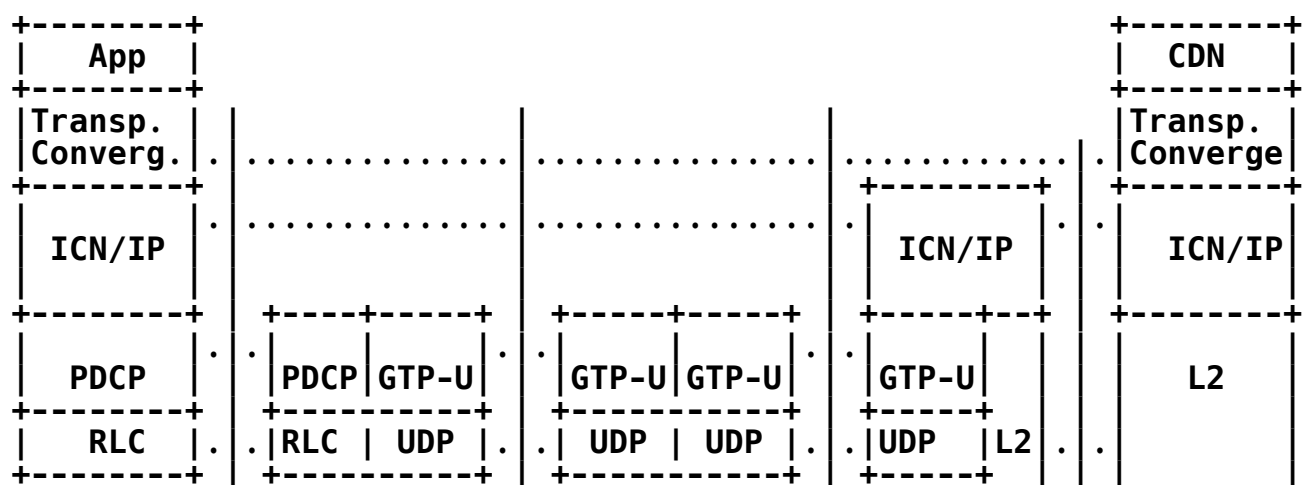 App CDN
Transp. Transp.
Converg. Converge
ICN/IP ICN/IP ICN/IP
PDCP PDCP GTP-U GTP-U GTP-U GTP-U L2
RLC RLC UDP UDP UDP UDP L2